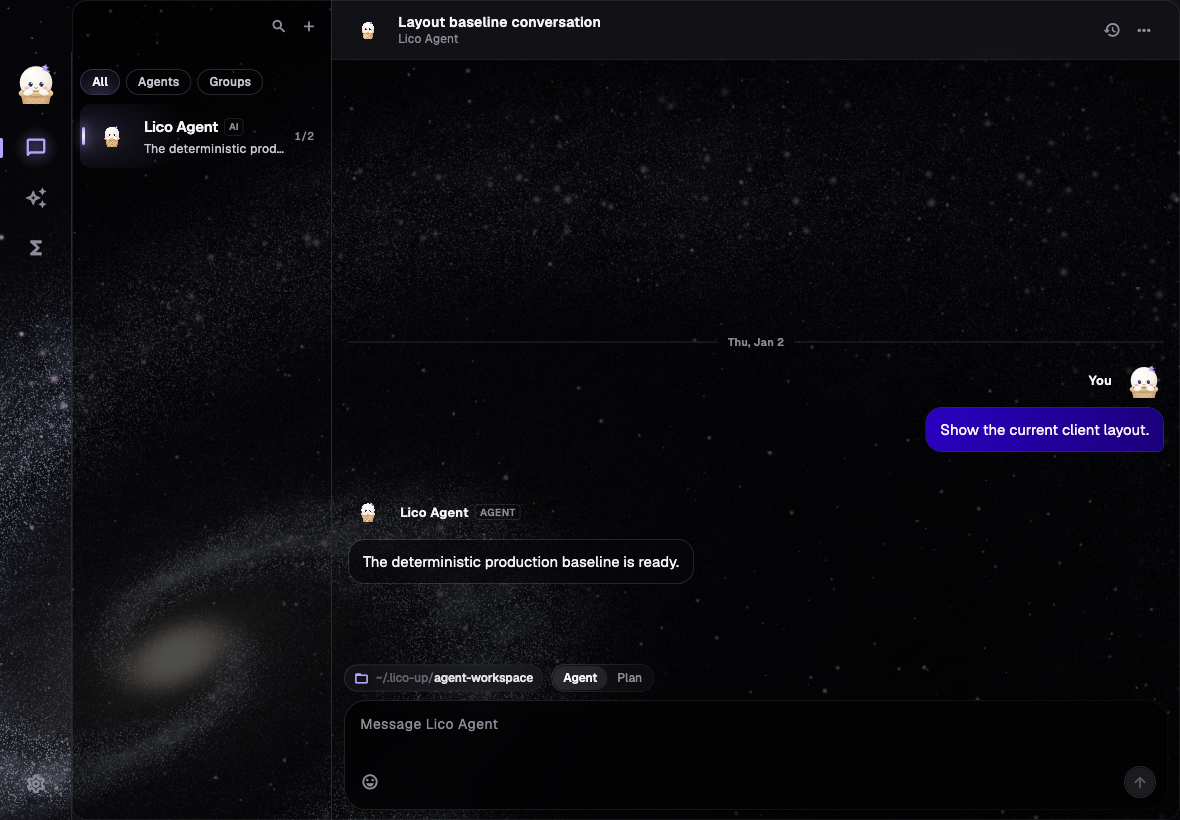 All
Agents
Groups
Lico Agent AI
The deterministic prod...
1/2
Layout baseline conversation
Lico Agent
Thu, Jan 2
You
Show the current client layout.
Lico Agent AGENT
The deterministic production baseline is ready.
~/.lico-up/agent-workspace
Agent
Plan
Message Lico Agent